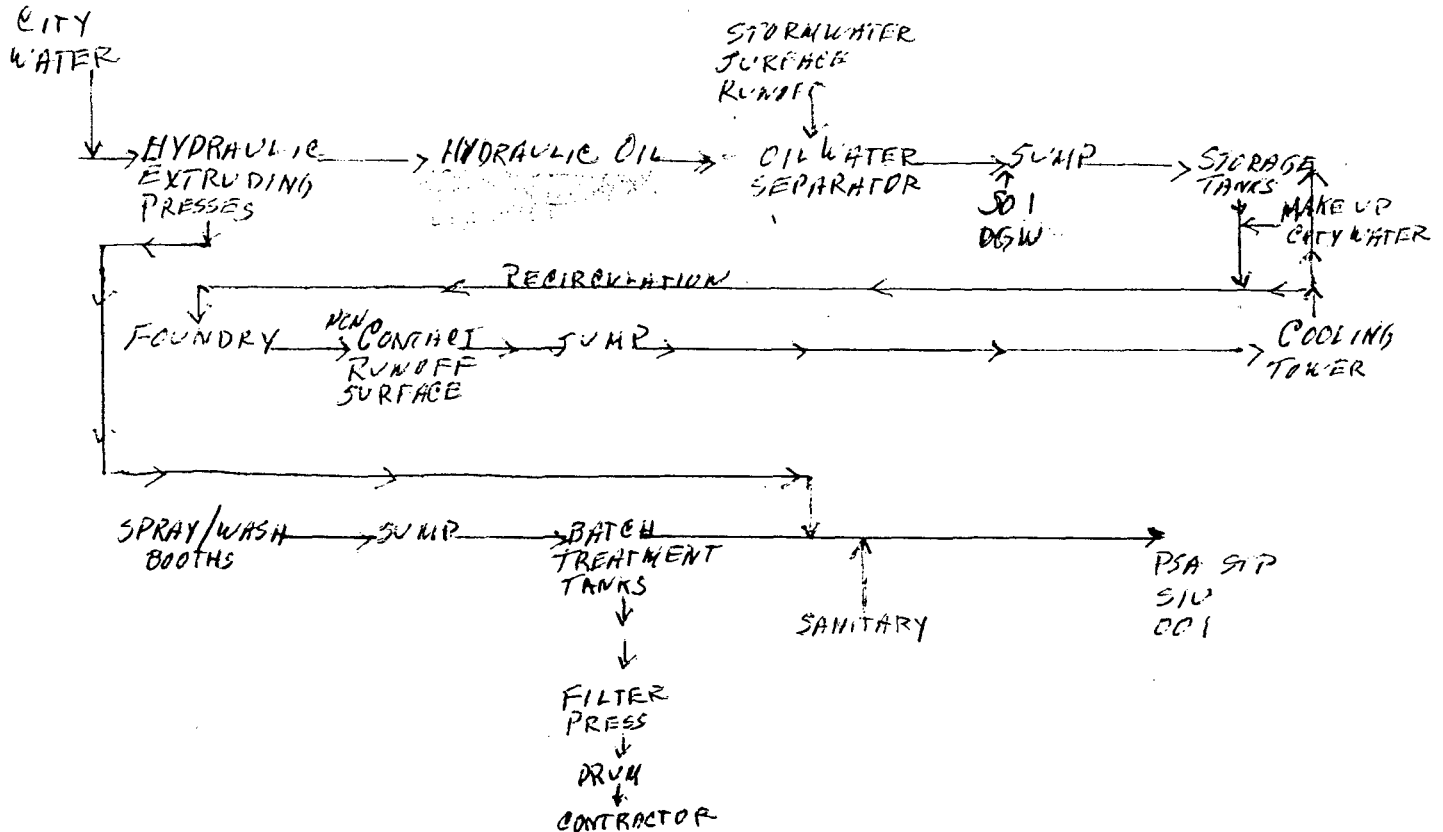 CITY
WATER
STORMWATER
SURFACE
RUNOFF
HYDRAULIC
EXTRUDING
PRESSES
HYDRAULIC OIL
OIL WATER
SEPARATOR
SUMP
SO 1
DGW
STORAGE
TANKS
MAKE UP
CITY WATER
RECIRCULATION
FOUNDRY
NON
CONTACT
RUNOFF
SURFACE
SUMP
COOLING
TOWER
SPRAY/WASH
BOOTHS
SUMP
BATCH
TREATMENT
TANKS
SANITARY
PSA STP
SIU
001
FILTER
PRESS
DRUM
CONTRACTOR